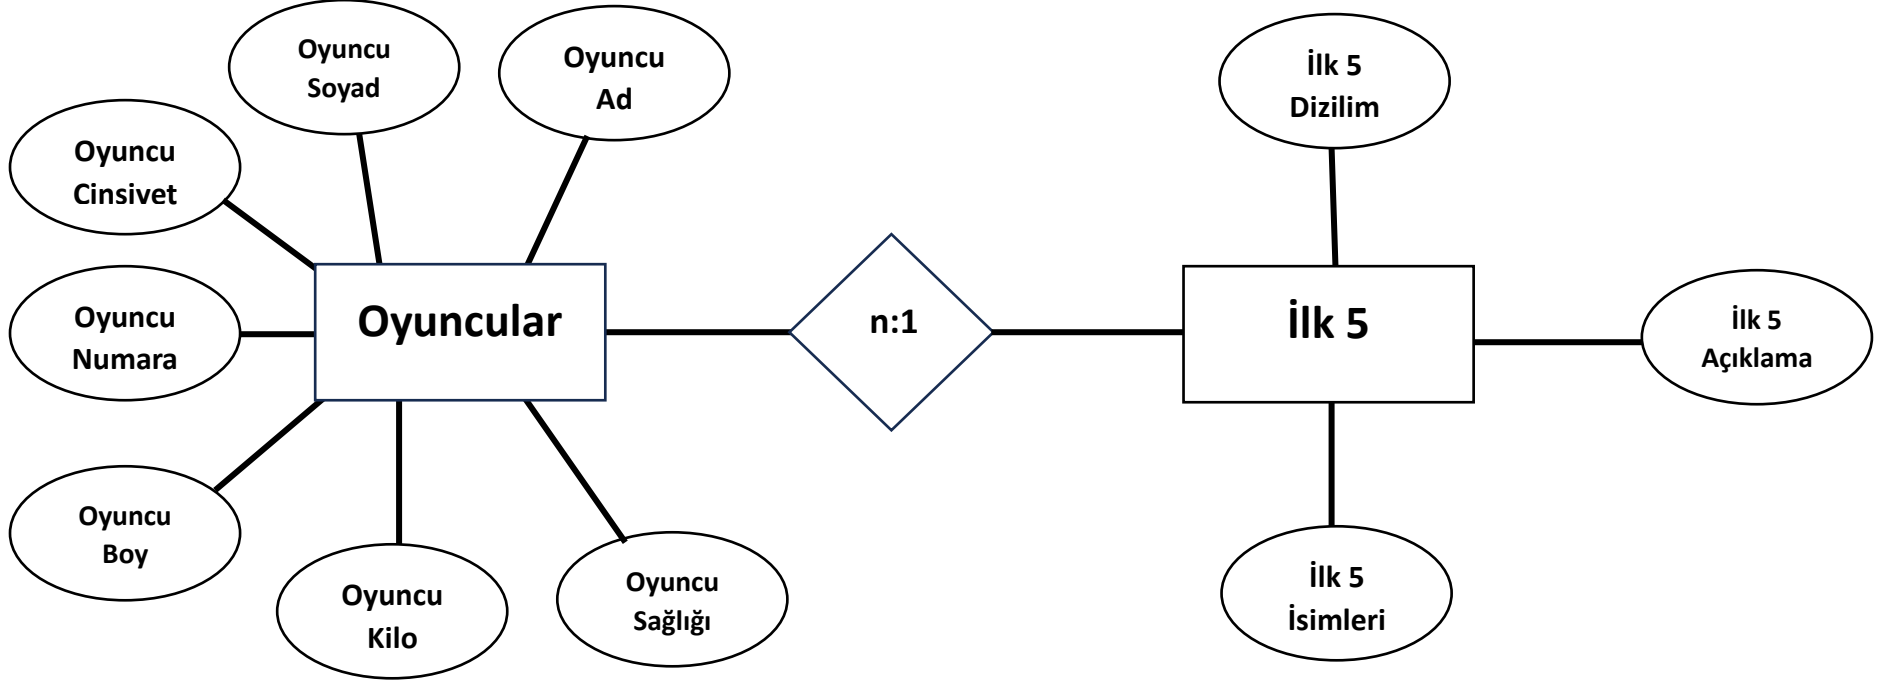 Oyuncu
Soyad
Oyuncu
Ad
İlk 5
Dizilim
Oyuncu
Cinsiyet
Oyuncu
Numara
Oyuncular
n:1
İlk 5
İlk 5
Açıklama
Oyuncu
Boy
Oyuncu
Kilo
Oyuncu
Sağlığı
İlk 5
İsimleri